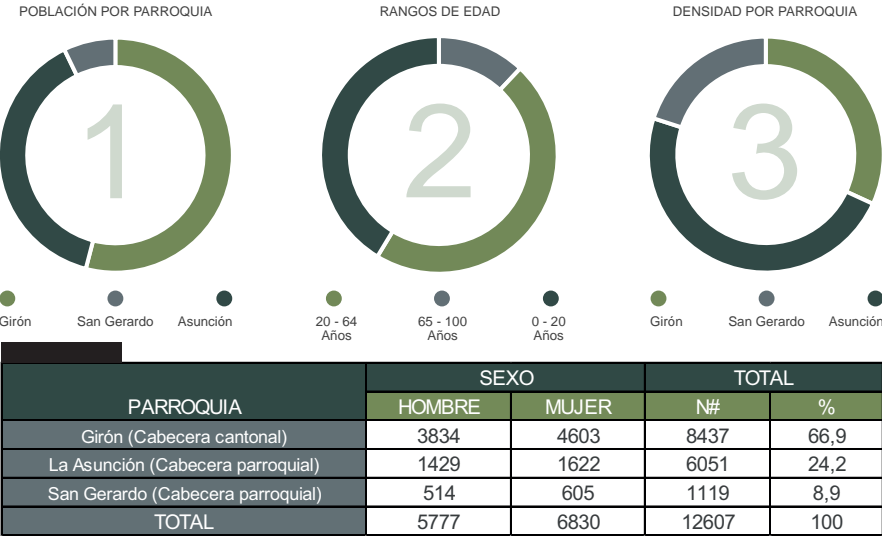 POBLACIÓN POR PARROQUIA
RANGOS DE EDAD
DENSIDAD POR PARROQUIA
1
2
3
Girón San Gerardo Asunción
20 - 64 Años
65 - 100 Años
0 - 20 Años
Girón San Gerardo Asunción
PARROQUIA SEXO TOTAL
HOMBRE MUJER N# %
Girón (Cabecera cantonal) 3834 4603 8437 66,9
La Asunción (Cabecera parroquial) 1429 1622 6051 24,2
San Gerardo (Cabecera parroquial) 514 605 1119 8,9
TOTAL 5777 6830 12607 100